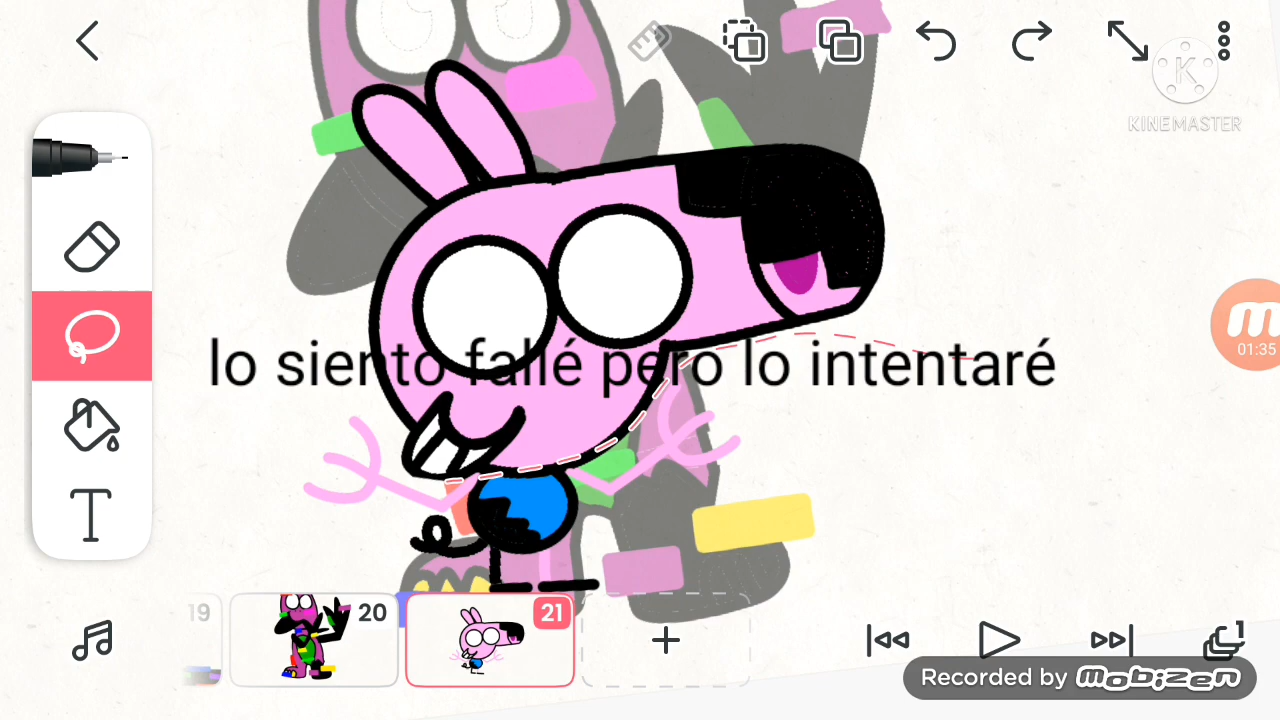 KINEMASTER
01:35
lo siento fallé pero lo intentaré
19
20
21
Recorded by mobizen